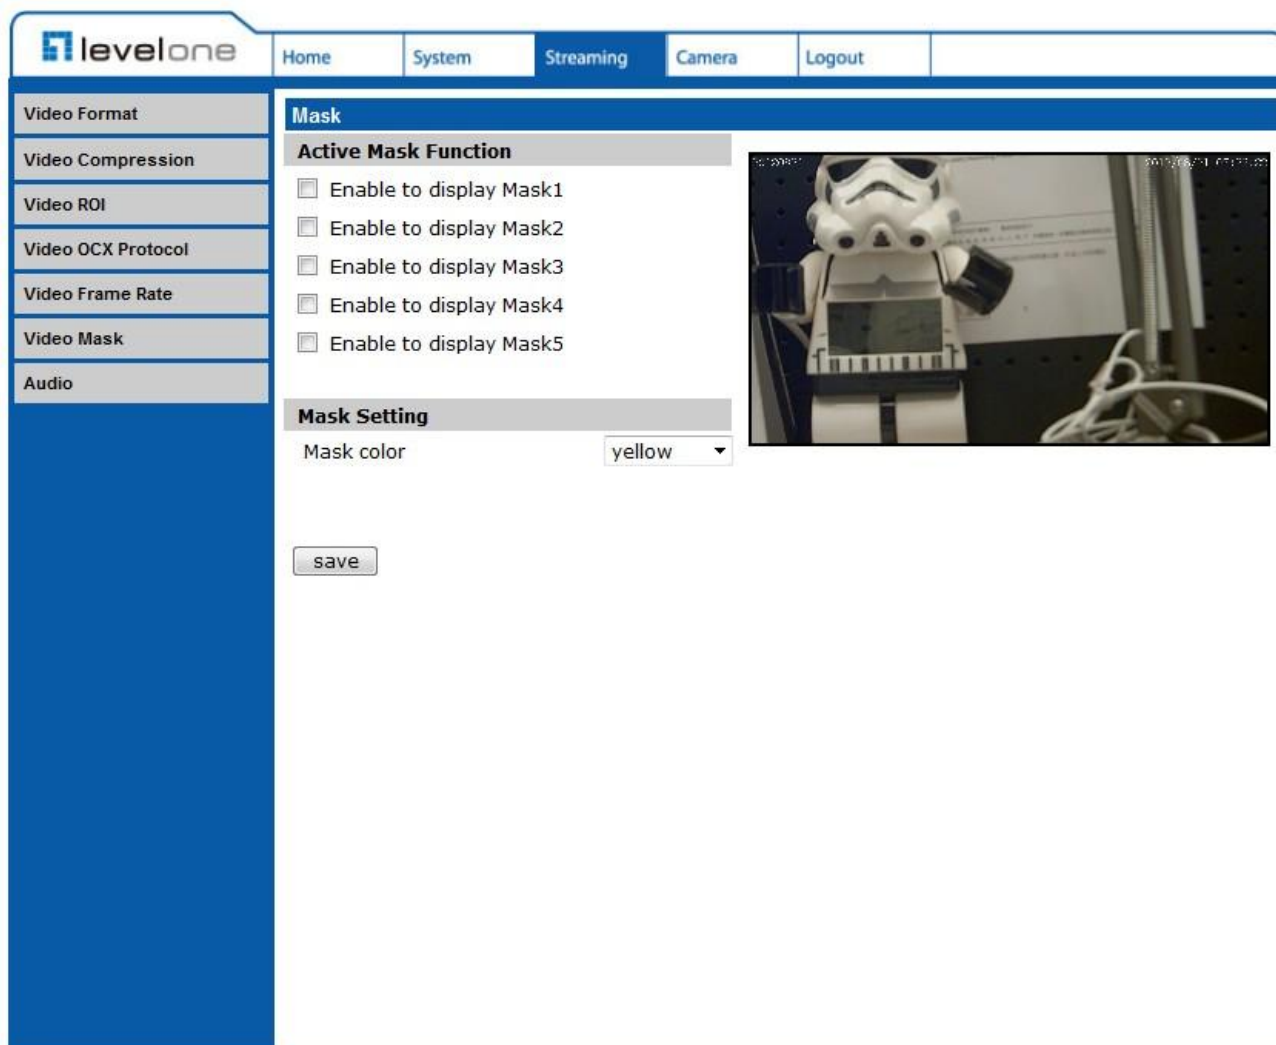 levelone
Home
System
Streaming
Camera
Logout
Video Format
Video Compression
Video ROI
Video OCX Protocol
Video Frame Rate
Video Mask
Audio
Mask
Active Mask Function
Enable to display Mask1
Enable to display Mask2
Enable to display Mask3
Enable to display Mask4
Enable to display Mask5
Mask Setting
Mask color
yellow
save